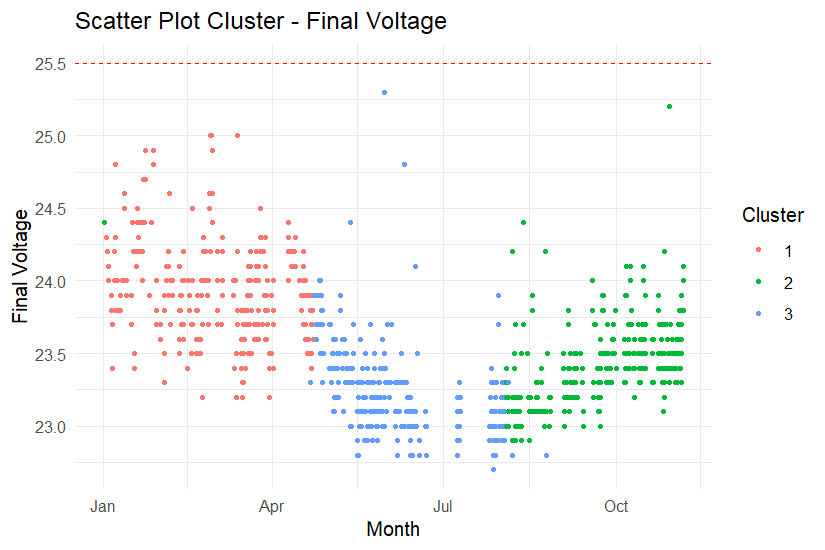 Scatter Plot Cluster - Final Voltage
25.5
25.0
24.5
24.0
23.5
23.0
Final Voltage
Jan
Apr
Jul
Oct
Month
Cluster
1
2
3